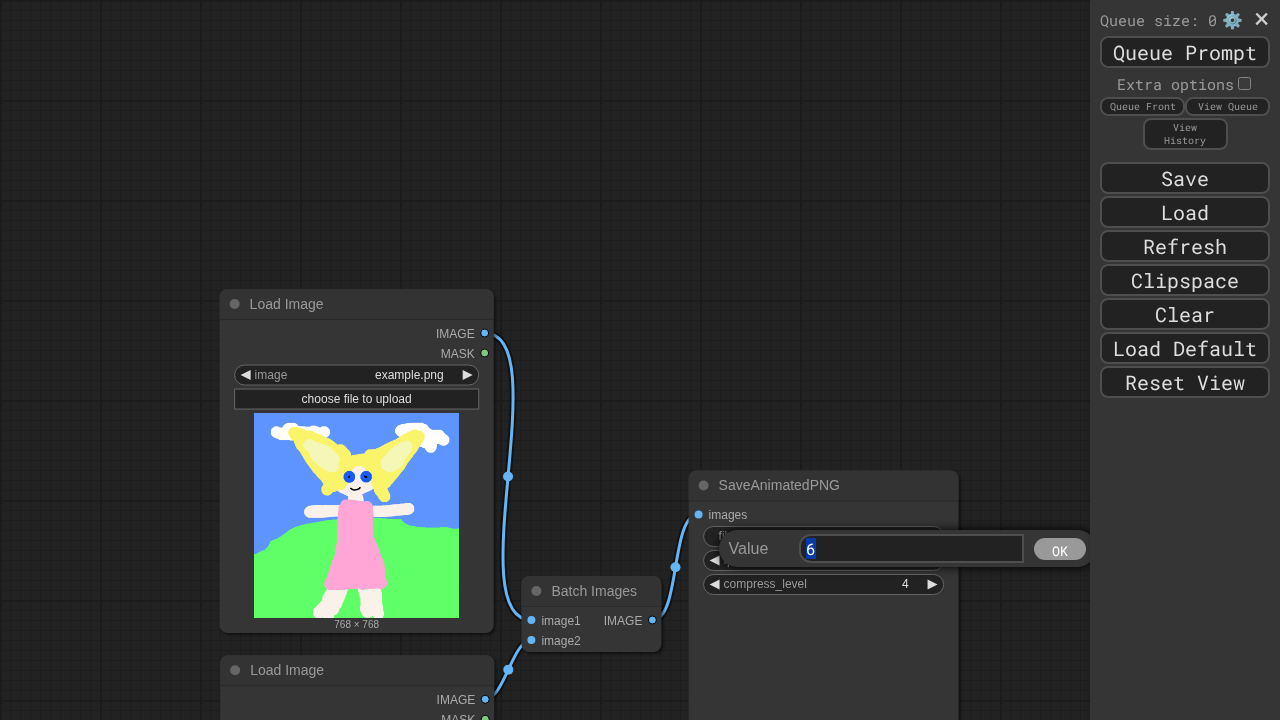 Queue size: 0
Queue Prompt
Extra options
Queue Front
View Queue
View
History
Save
Load
Refresh
Clipspace
Clear
Load Default
Reset View
Load Image
IMAGE
MASK
image example.png
choose file to upload
768 × 768
Batch Images
image1 IMAGE
image2
SaveAnimatedPNG
images
Value 6 OK
compress_level 4
Load Image
IMAGE
MASK